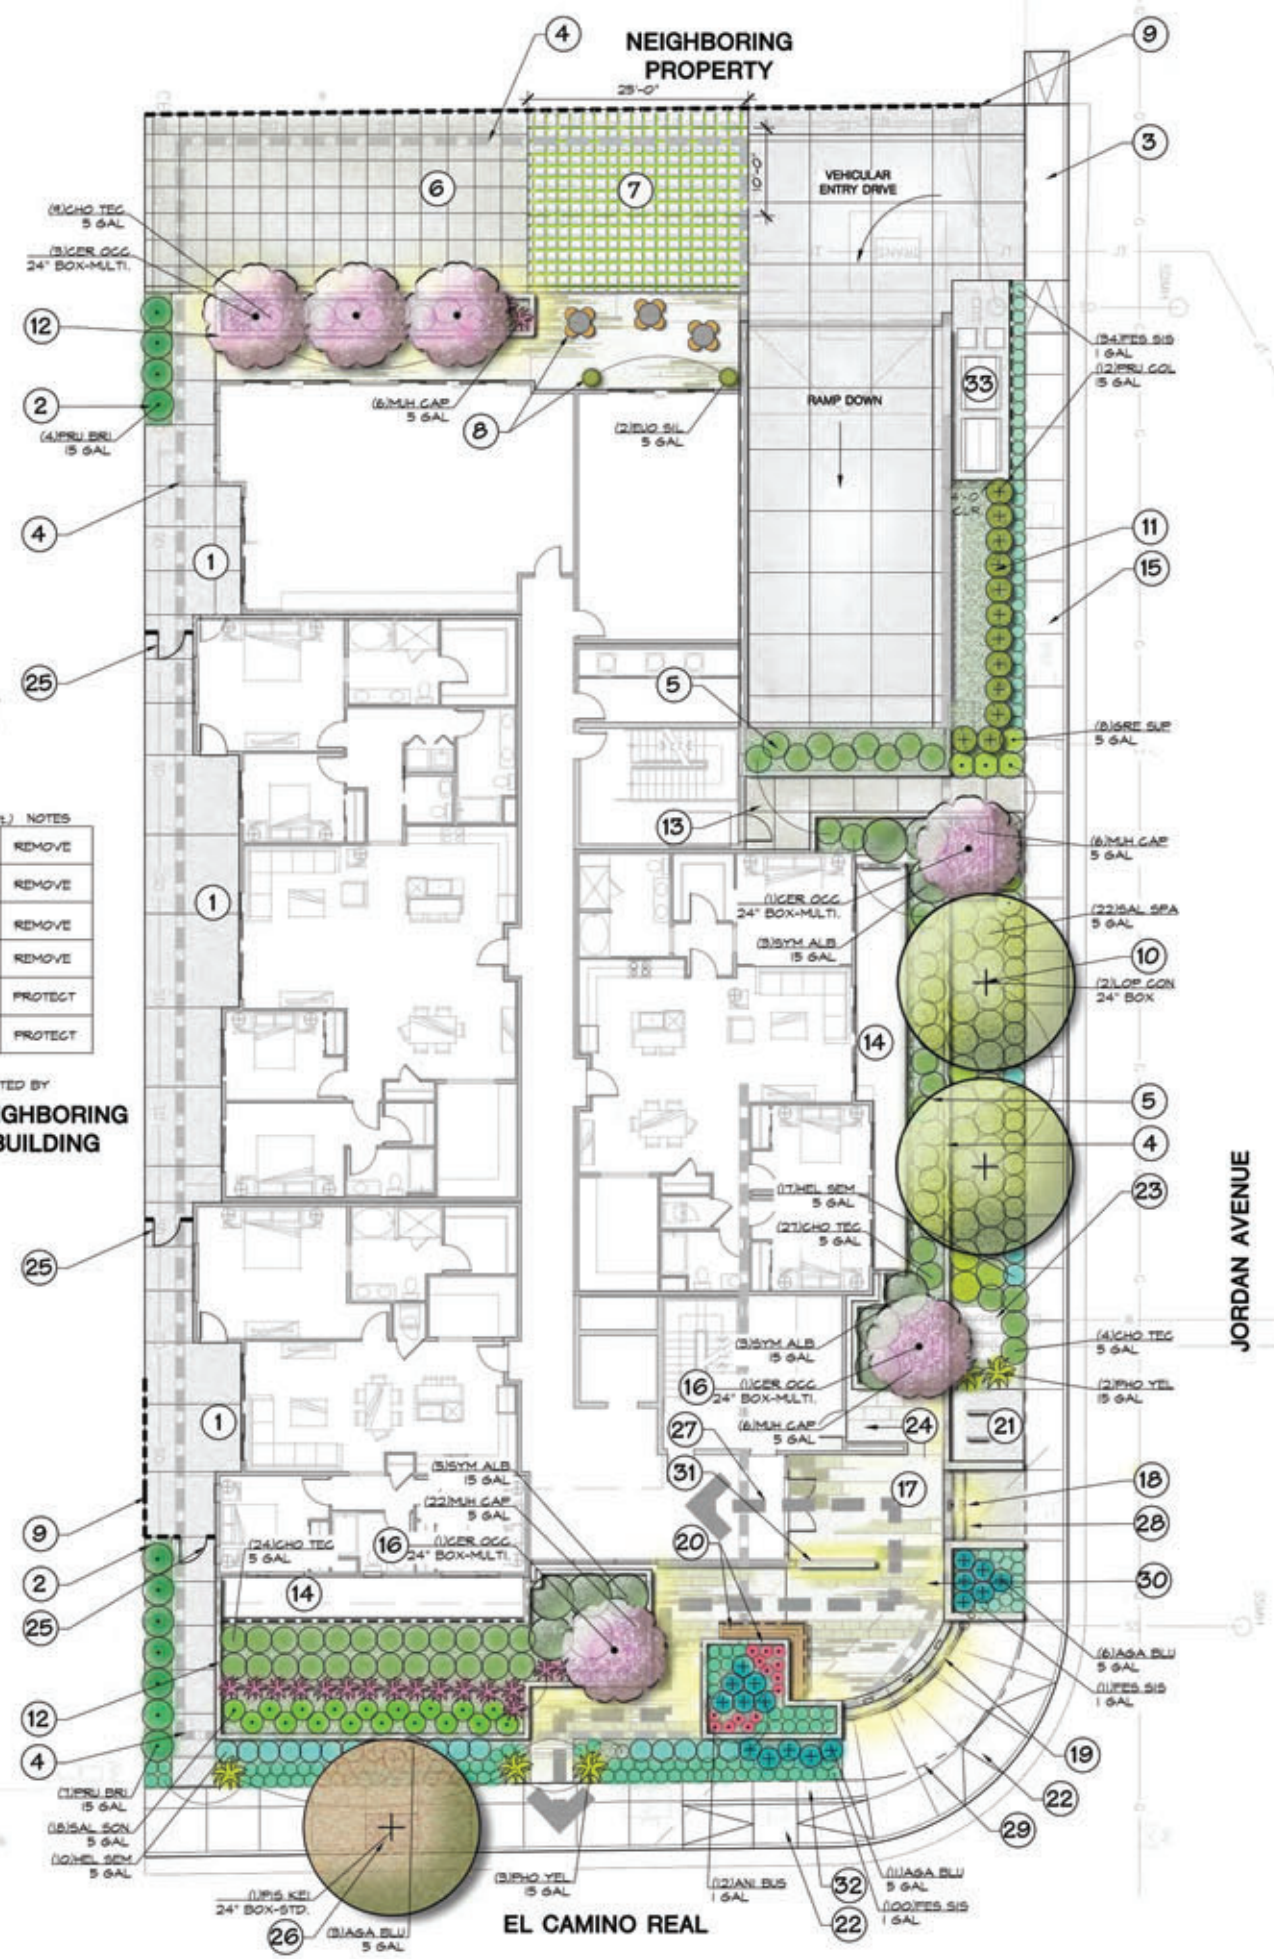 4
NEIGHBORING
PROPERTY
9
25'-0"
3
10'-0"
VEHICULAR
ENTRY DRIVE
6
7
(9)CHO TEC
5 GAL
(3)CER OCC
24" BOX-MULTI.
12
(34)FES SIS
1 GAL
(12)PRU COL
15 GAL
33
2
(4)PRU BRI
15 GAL
(6)MUH CAP
5 GAL
8
(2)EUO SIL
5 GAL
RAMP DOWN
4'-0"
CLR.
4
1
11
15
25
5
(8)GRE SUP
5 GAL
NOTES
REMOVE
REMOVE
REMOVE
REMOVE
PROTECT
PROTECT
13
(6)MUH CAP
5 GAL
1
(1)CER OCC
24" BOX-MULTI.
(22)SAL SPA
5 GAL
(3)SYM ALB
15 GAL
10
(2)LOP CON
24" BOX
14
TED BY
GHBORING
BUILDING
5
4
23
(17)HEL SEM
5 GAL
(27)CHO TEC
5 GAL
JORDAN AVENUE
25
(3)SYM ALB
15 GAL
(4)CHO TEC
5 GAL
16
(1)CER OCC
24" BOX-MULTI.
(2)PHO YEL
15 GAL
1
(6)MUH CAP
5 GAL
24
21
27
31
17
(5)SYM ALB
15 GAL
18
(22)MUH CAP
5 GAL
9
28
(24)CHO TEC
5 GAL
16
(1)CER OCC
24" BOX-MULTI.
20
2
14
30
25
(6)AGA BLU
5 GAL
(11)FES SIS
1 GAL
12
4
19
(7)PRU BRI
15 GAL
22
(18)SAL SON
5 GAL
29
(10)HEL SEM
5 GAL
(1)PIS KEI
24" BOX-STD.
(3)PHO YEL
15 GAL
(12)ANI BUS
1 GAL
32
(11)AGA BLU
5 GAL
26
(3)AGA BLU
5 GAL
EL CAMINO REAL
22
(100)FES SIS
1 GAL